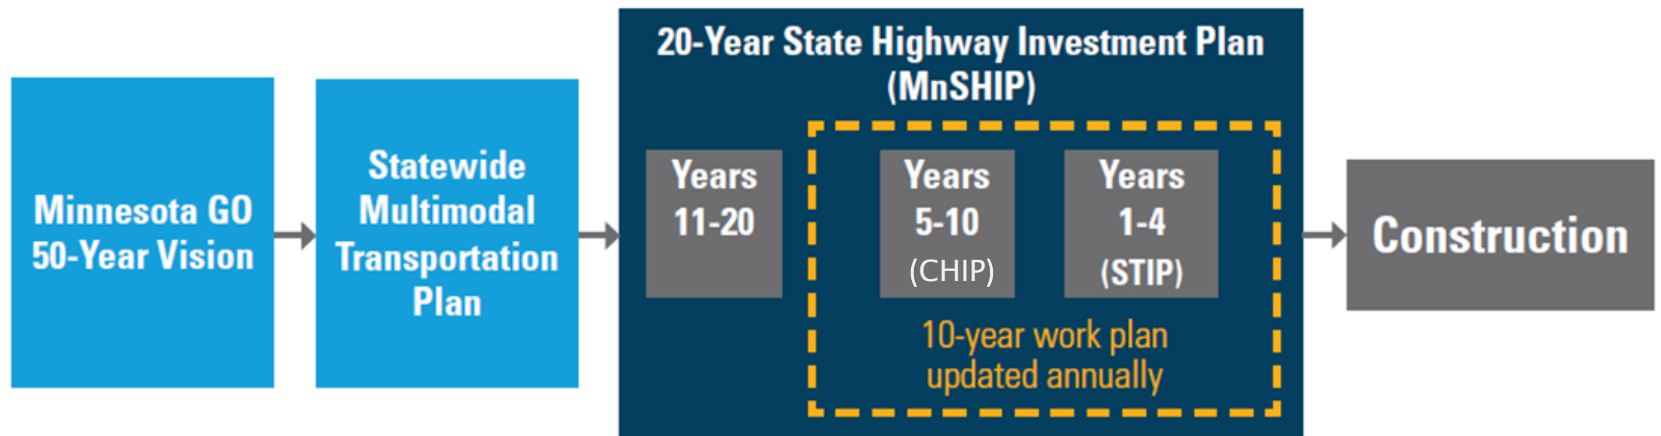 Minnesota GO
50-Year Vision
Statewide
Multimodal
Transportation
Plan
20-Year State Highway Investment Plan
(MnSHIP)
Years
11-20
Years
5-10
(CHIP)
Years
1-4
(STIP)
10-year work plan
updated annually
Construction